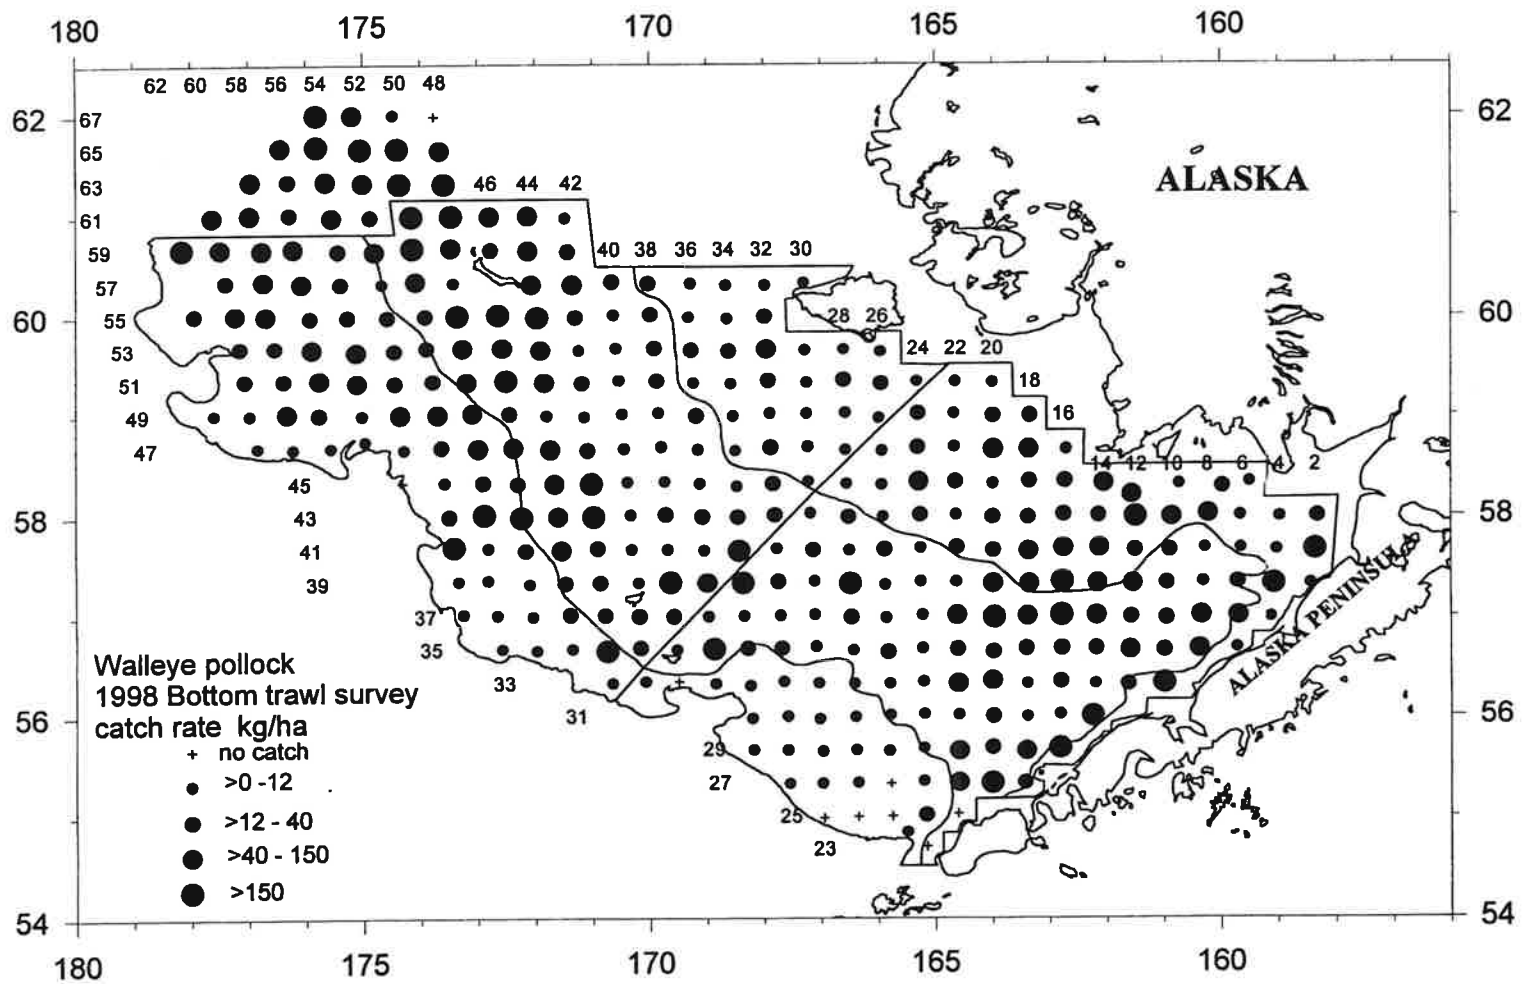 180 175 170 165 160
62 60 58 56 54 52 50 48
62 67 + 62
65
ALASKA
63 46 44 42
61
59 40 38 36 34 32 30
57
60 55 28 26 60
53 24 22 20
51 18
49 16
47 14 12 10 8 6 4 2
45
58 43 58
41
39
37
35
ALASKA PENINSULA
Walleye pollock
1998 Bottom trawl survey
catch rate kg/ha
33 +
56 31 56
+ no catch
29
>0 -12
27 +
>12 - 40
25 + + + +
23 +
>40 - 150
>150
54 54
180 175 170 165 160